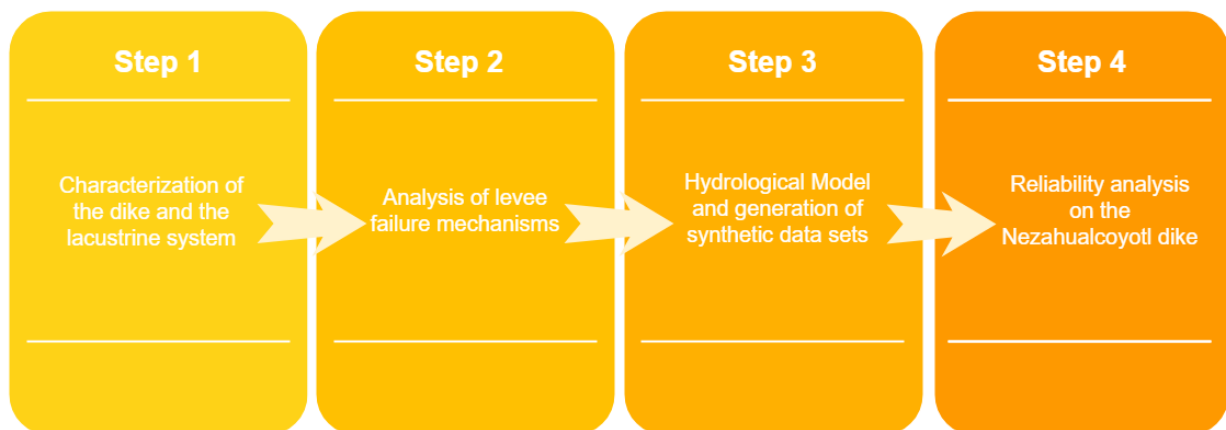 Step 1
Characterization of
the dike and the
lacustrine system
Step 2
Analysis of levee
failure mechanisms
Step 3
Hydrological Model
and generation of
synthetic data sets
Step 4
Reliability analysis
on the
Nezahualcoyotl dike